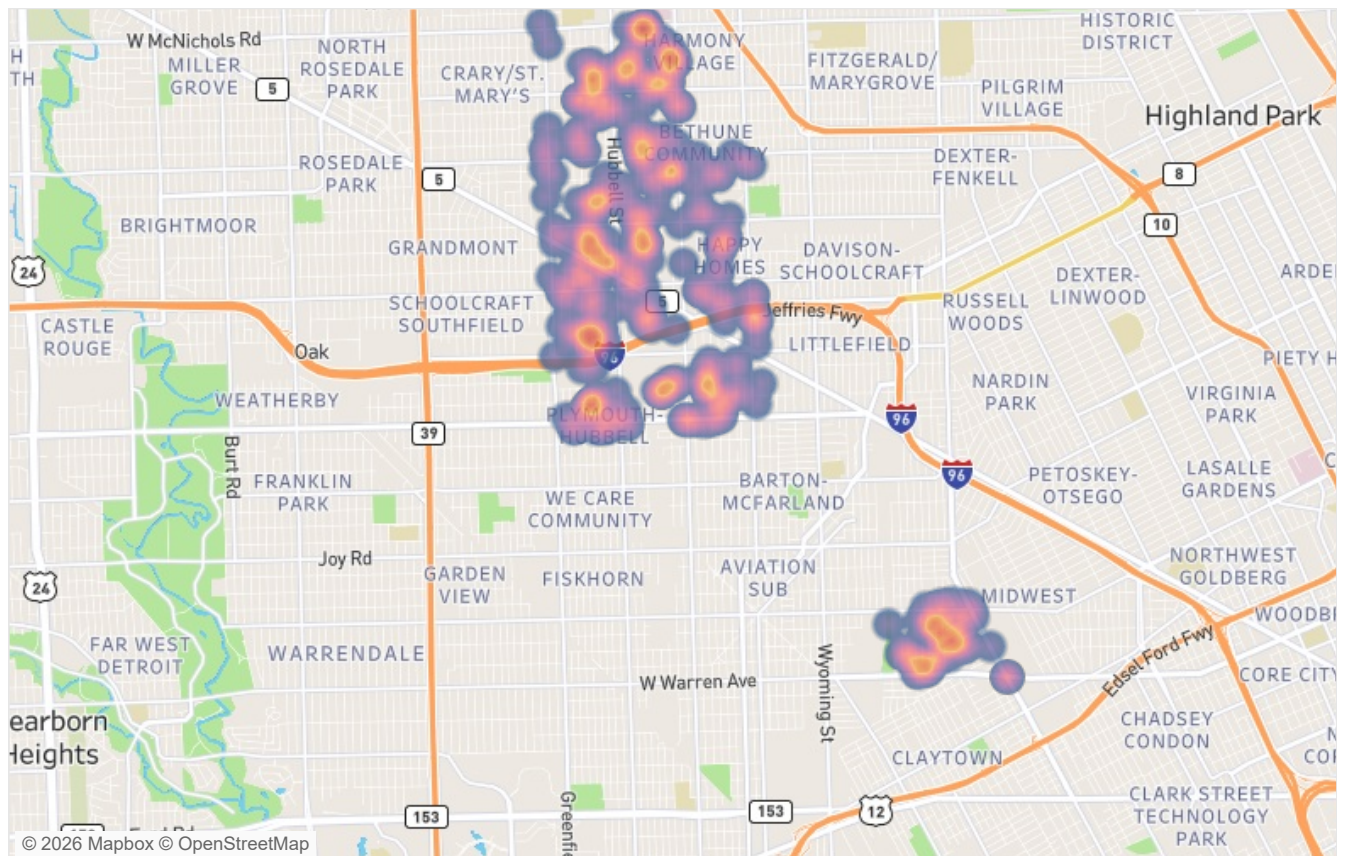 HISTORIC
DISTRICT
W McNichols Rd
NORTH
ROSEDALE
PARK
MILLER
GROVE
H
TH
5
CRARY/ST.
MARY'S
HARMONY
VILLAGE
FITZGERALD/
MARYGROVE
PILGRIM
VILLAGE
Highland Park
BETHUNE
COMMUNITY
Hubbell St
ROSEDALE
PARK
5
DEXTER-
FENKELL
8
10
BRIGHTMOOR
GRANDMONT
HAPPY
HOMES
DAVISON-
SCHOOLCRAFT
24
DEXTER-
LINWOOD
ARDE
SCHOOLCRAFT
SOUTHFIELD
5
Jeffries Fwy
RUSSELL
WOODS
CASTLE
ROUGE
Oak
96
LITTLEFIELD
PIETY H
WEATHERBY
NARDIN
PARK
VIRGINIA
PARK
PLYMOUTH-
HUBBELL
39
96
Burt Rd
96
FRANKLIN
PARK
WE CARE
COMMUNITY
BARTON-
MCFARLAND
PETOSKEY-
OTSEGO
LASALLE
GARDENS
C
Joy Rd
24
GARDEN
VIEW
FISKHORN
AVIATION
SUB
MIDWEST
NORTHWEST
GOLDBERG
WOODB
FAR WEST
DETROIT
WARRENDALE
Wyoming St
W Warren Ave
Edsel Ford Fwy
CORE CITY
earborn
Heights
CHADSEY
CONDON
CLAYTOWN
N
CO
153
Greenfie
153
12
CLARK STREET
TECHNOLOGY
PARK
© 2026 Mapbox © OpenStreetMap